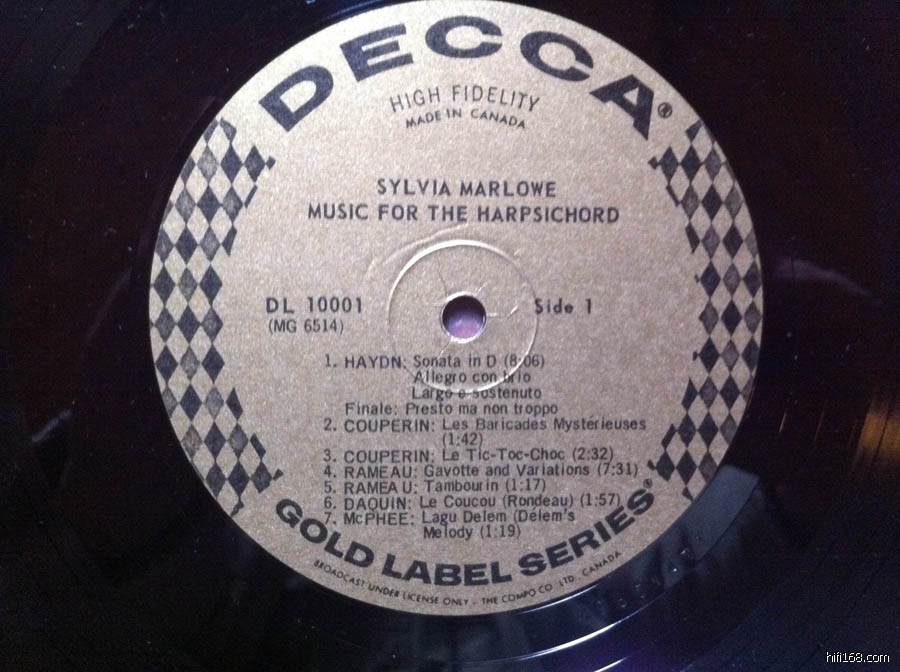 DECCA®
HIGH FIDELITY
MADE IN CANADA
SYLVIA MARLOWE
MUSIC FOR THE HARPSICHORD
DL 10001
(MG 6514)
Side 1
1. HAYDN: Sonata in D (8:06)
Allegro con brio
Largo e sostenuto
Finale: Presto ma non troppo
2. COUPERIN: Les Baricades Mystérieuses
(1:42)
3. COUPERIN: Le Tic-Toc-Choc (2:32)
4. RAMEAU: Gavotte and Variations (7:31)
5. RAMEAU: Tambourin (1:17)
6. DAQUIN: Le Coucou (Rondeau) (1:57)
7. McPHEE: Lagu Delem (Délem's
Melody (1:19)
GOLD LABEL SERIES®
BROADCAST UNDER LICENSE ONLY - THE COMPO CO. LTD. CANADA
hifi168.com